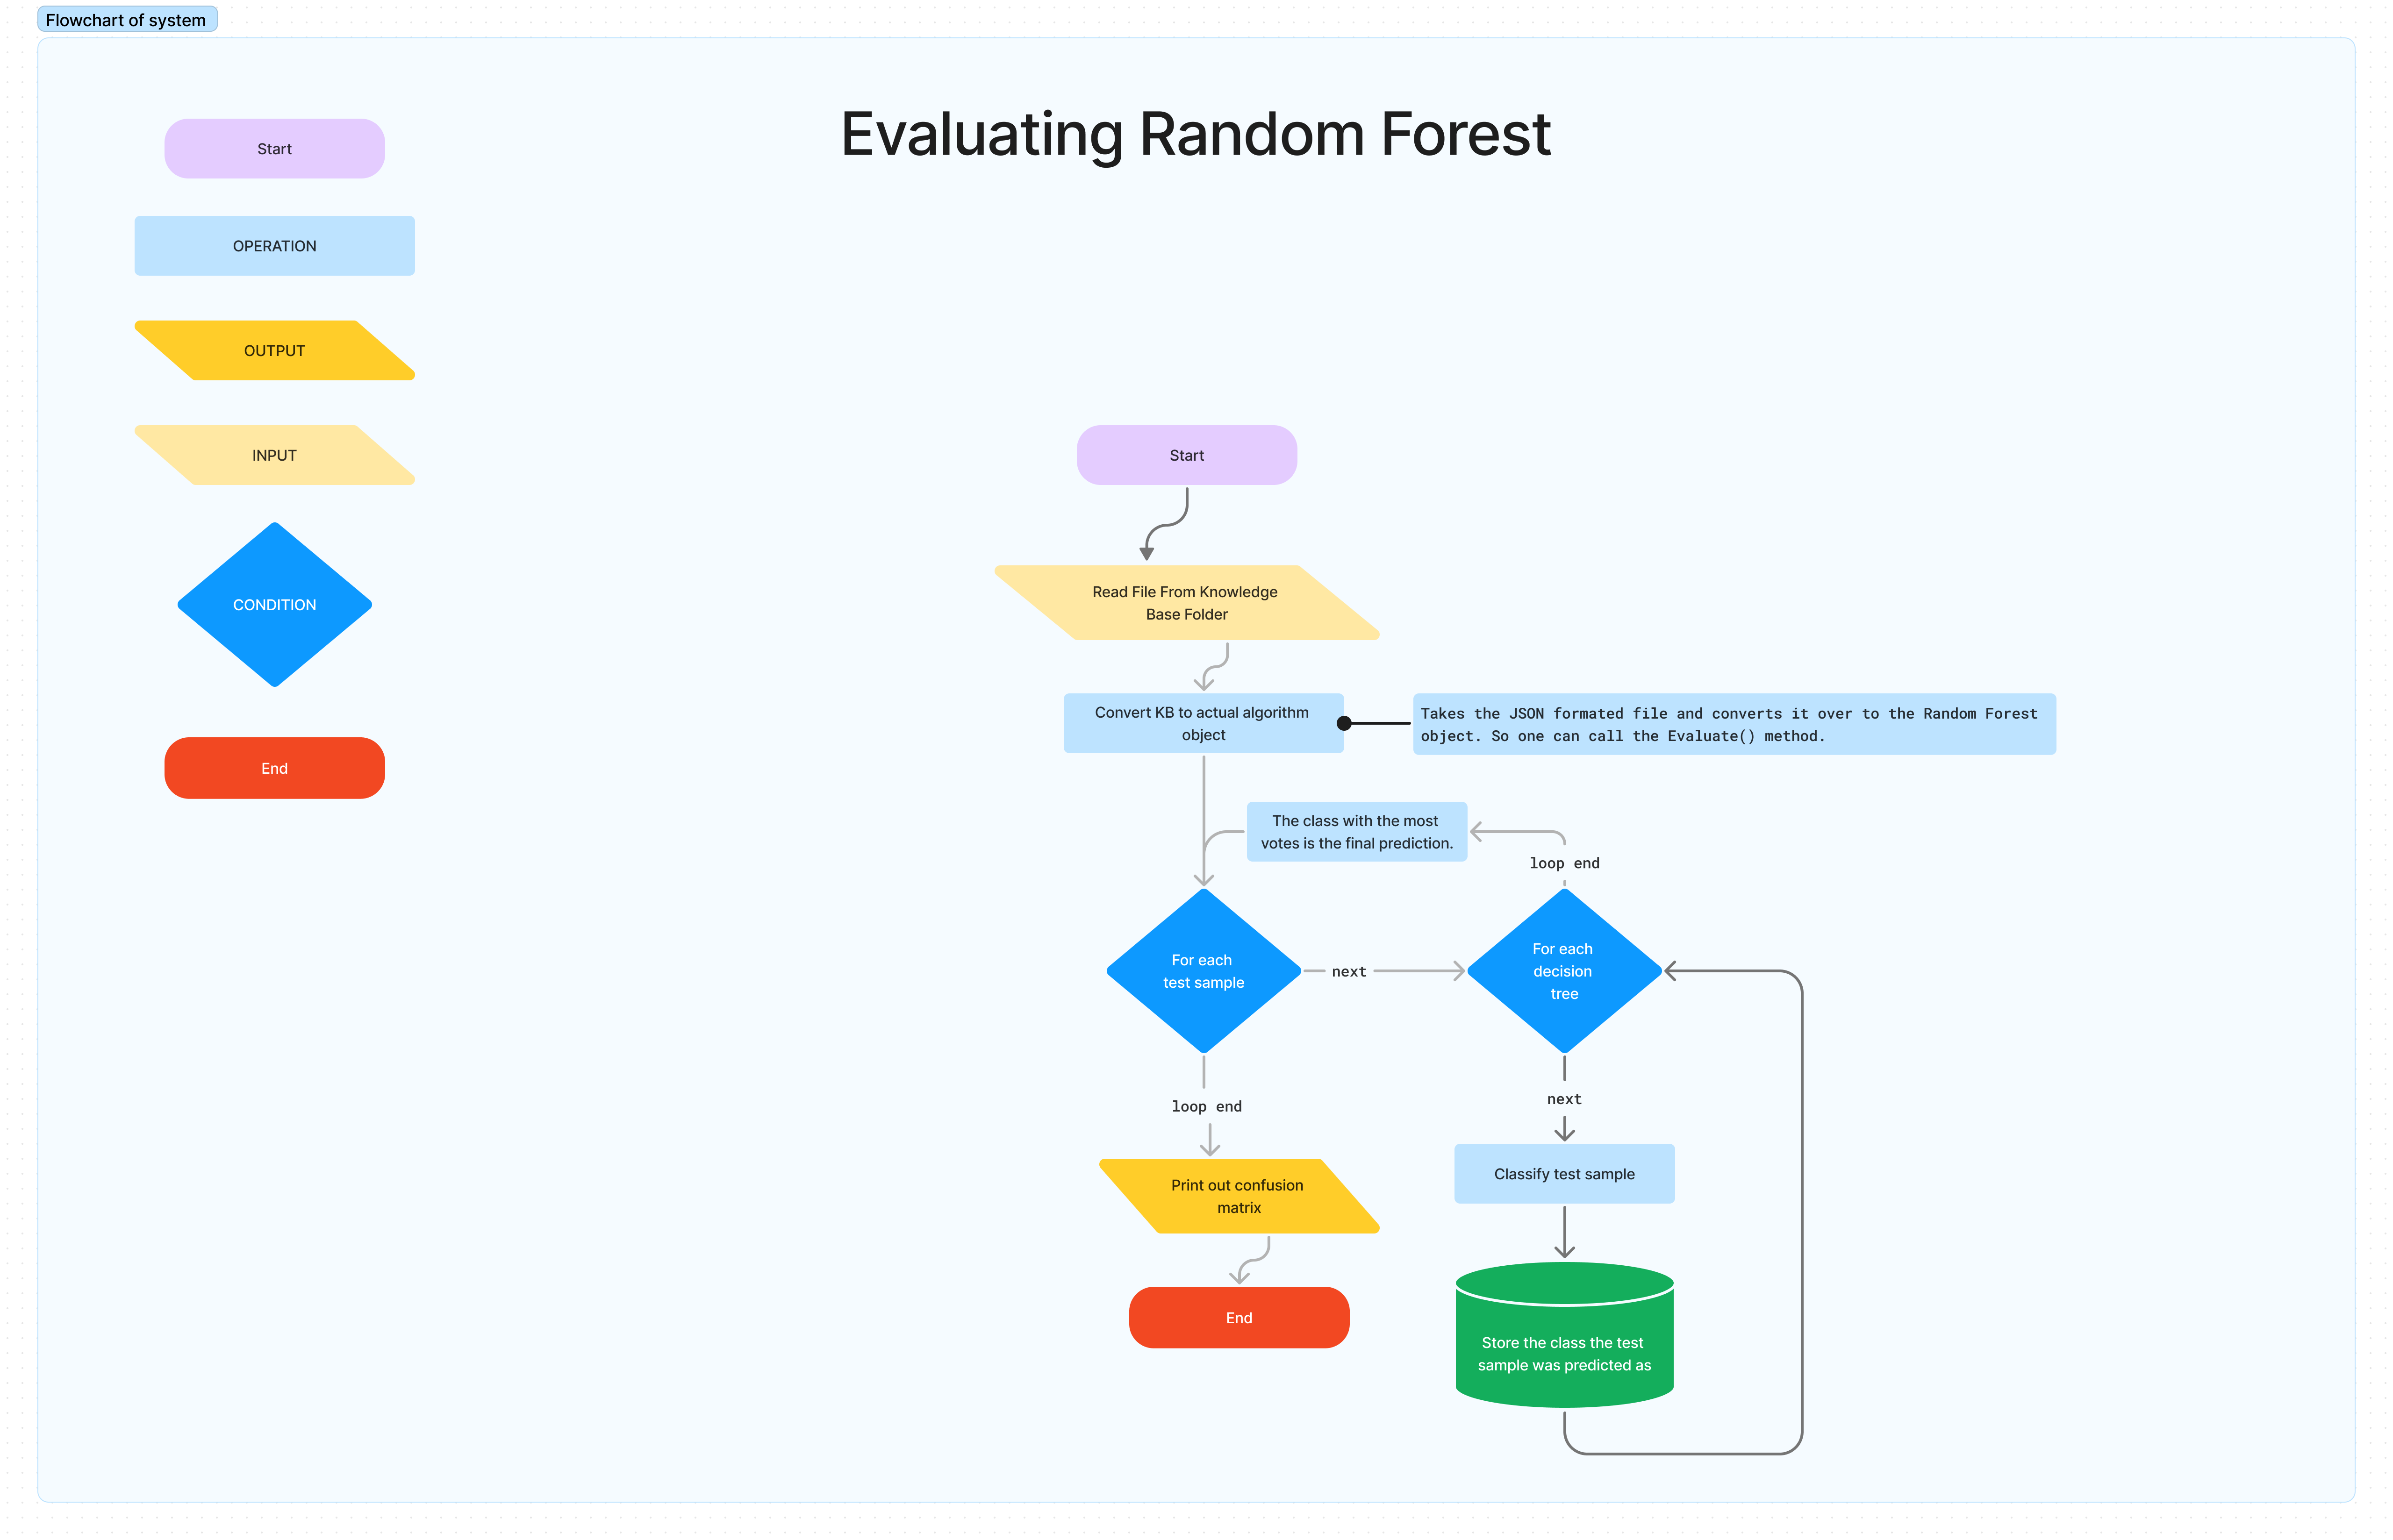 Flowchart of system
Evaluating Random Forest
Start
OPERATION
OUTPUT
INPUT
CONDITION
End
Start
Read File From Knowledge
Base Folder
Convert KB to actual algorithm
object
Takes the JSON formated file and converts it over to the Random Forest
object. So one can call the Evaluate() method.
The class with the most
votes is the final prediction.
loop end
For each
test sample
next
For each
decision
tree
loop end
next
Print out confusion
matrix
Classify test sample
End
Store the class the test
sample was predicted as